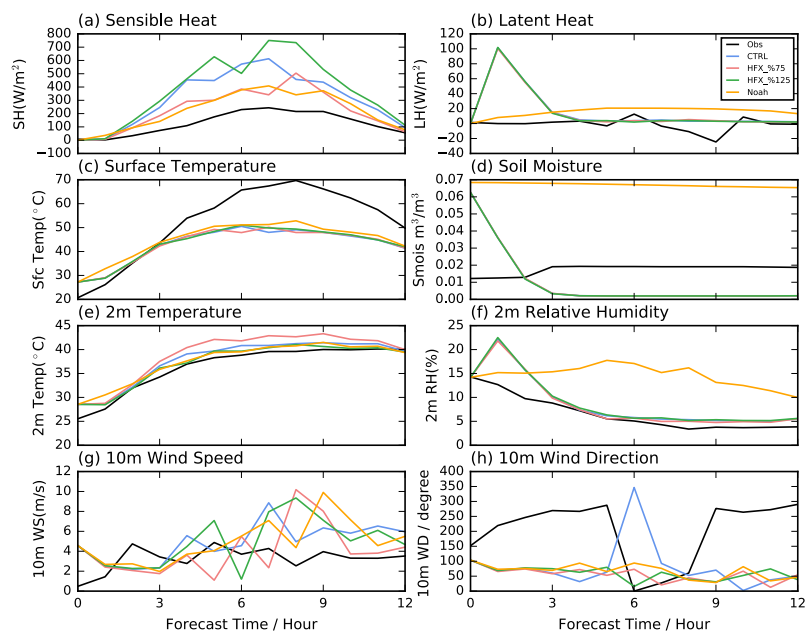 (a) Sensible Heat
SH(W/m²)
800
700
600
500
400
300
200
100
0
−100
(b) Latent Heat
LH(W/m²)
120
100
80
60
40
20
0
−20
−40
Obs
CTRL
HFX_%75
HFX_%125
Noah
(c) Surface Temperature
Sfc Temp(°C)
70
60
50
40
30
20
(d) Soil Moisture
Smois m³/m³
0.07
0.06
0.05
0.04
0.03
0.02
0.01
0.00
(e) 2m Temperature
2m Temp(°C)
45
40
35
30
25
20
(f) 2m Relative Humidity
2m RH(%)
25
20
15
10
5
0
(g) 10m Wind Speed
10m WS(m/s)
12
10
8
6
4
2
0
0 3 6 9 12
Forecast Time / Hour
(h) 10m Wind Direction
10m WD / degree
400
350
300
250
200
150
100
50
0
0 3 6 9 12
Forecast Time / Hour